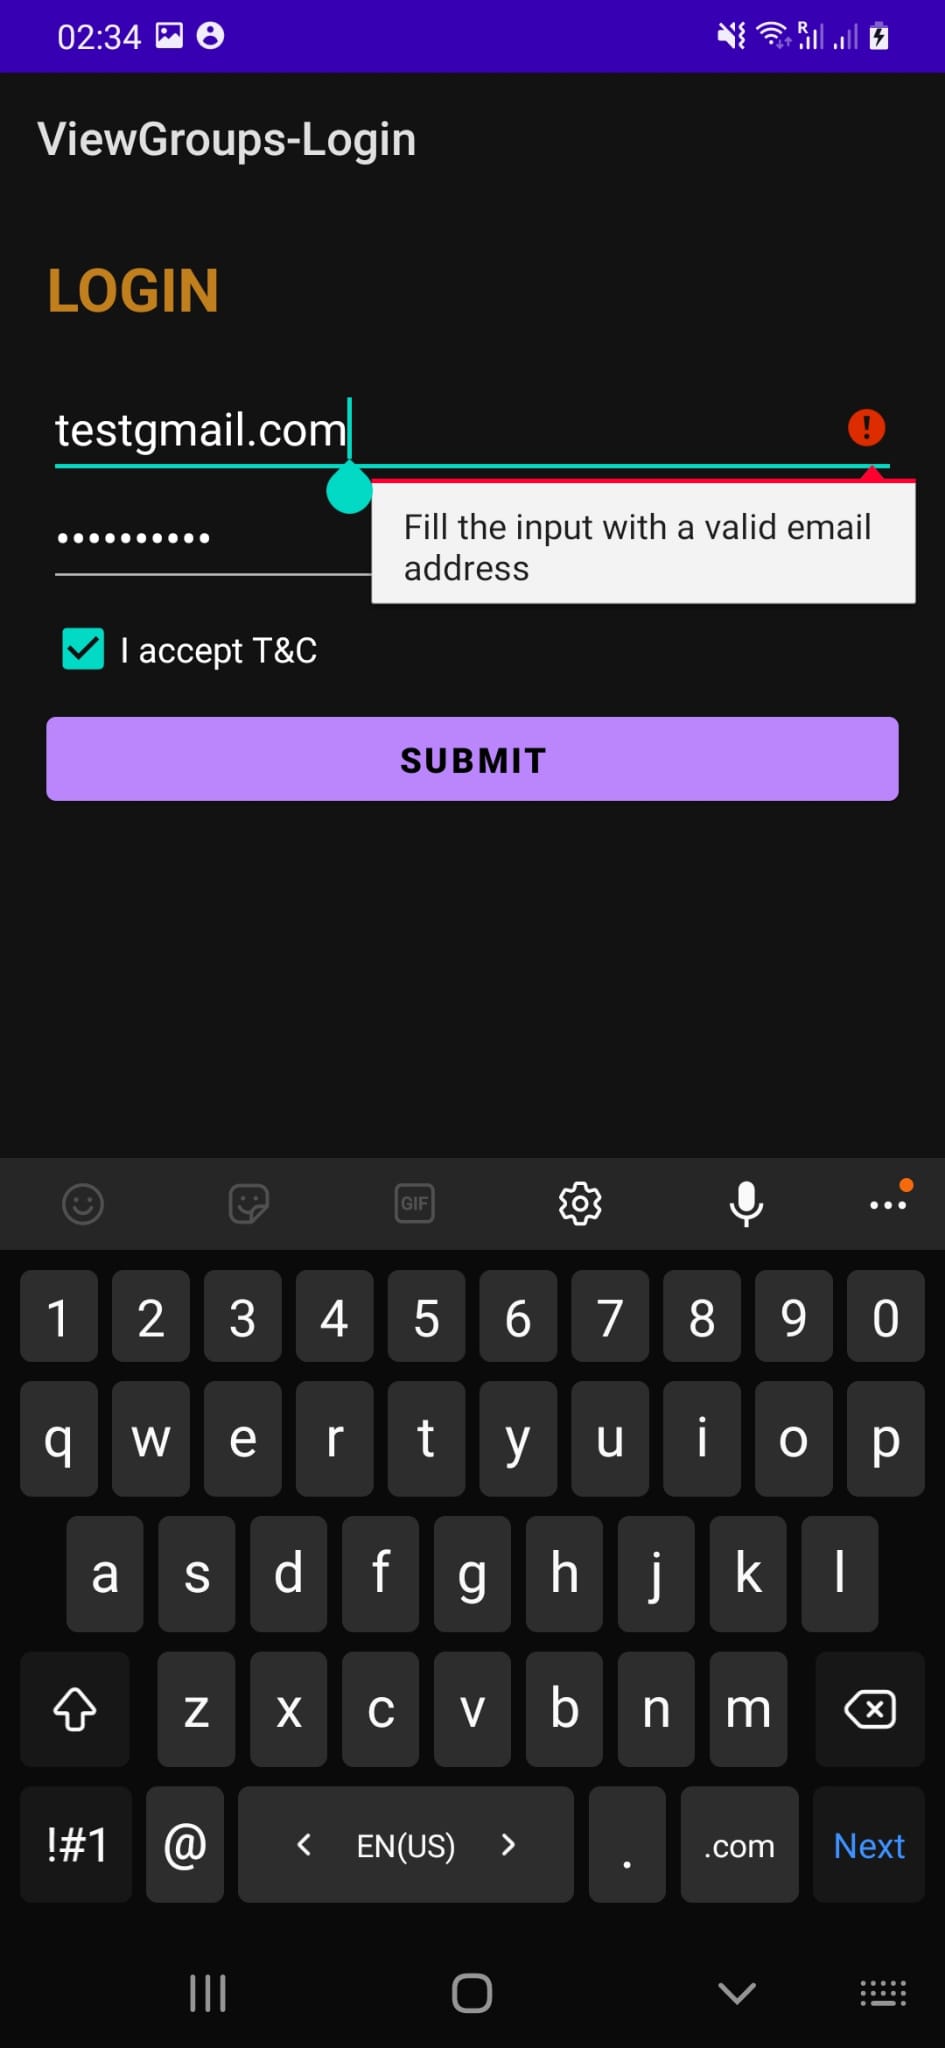 02:34
R
ViewGroups-Login
LOGIN
testgmail.com
Fill the input with a valid email
address
••••••••••
I accept T&C
SUBMIT
GIF
1 2 3 4 5 6 7 8 9 0
q w e r t y u i o p
a s d f g h j k l
z x c v b n m
!#1 @ < EN(US) > . .com Next